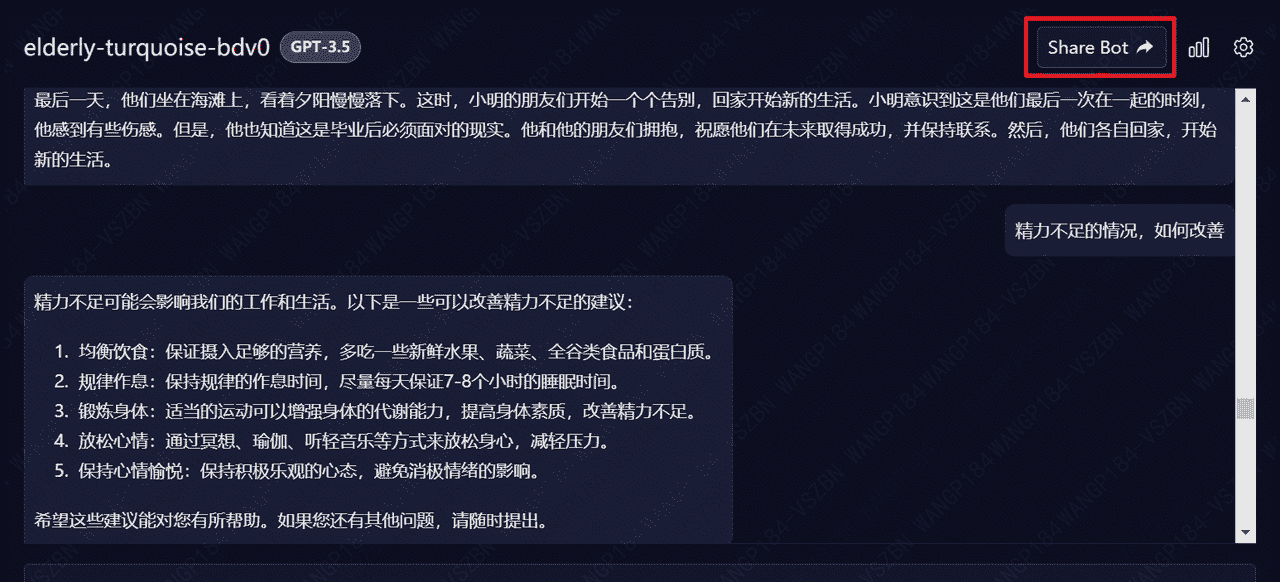 elderly-turquoise-bdv0 GPT-3.5 Share Bot
最后一天，他们坐在海滩上，看着夕阳慢慢落下。这时，小明的朋友们开始一个个告别，回家开始新的生活。小明意识到这是他们最后一次在一起的时刻，
他感到有些伤感。但是，他也知道这是毕业后必须面对的现实。他和他的朋友们拥抱，祝愿他们在未来取得成功，并保持联系。然后，他们各自回家，开始
新的生活。
精力不足的情况，如何改善
精力不足可能会影响我们的工作和生活。以下是一些可以改善精力不足的建议：
1. 均衡饮食：保证摄入足够的营养，多吃一些新鲜水果、蔬菜、全谷类食品和蛋白质。
2. 规律作息：保持规律的作息时间，尽量每天保证7-8个小时的睡眠时间。
3. 锻炼身体：适当的运动可以增强身体的代谢能力，提高身体素质，改善精力不足。
4. 放松心情：通过冥想、瑜伽、听轻音乐等方式来放松身心，减轻压力。
5. 保持心情愉悦：保持积极乐观的心态，避免消极情绪的影响。
希望这些建议能对您有所帮助。如果您还有其他问题，请随时提出。
WANGP184-VSZBN